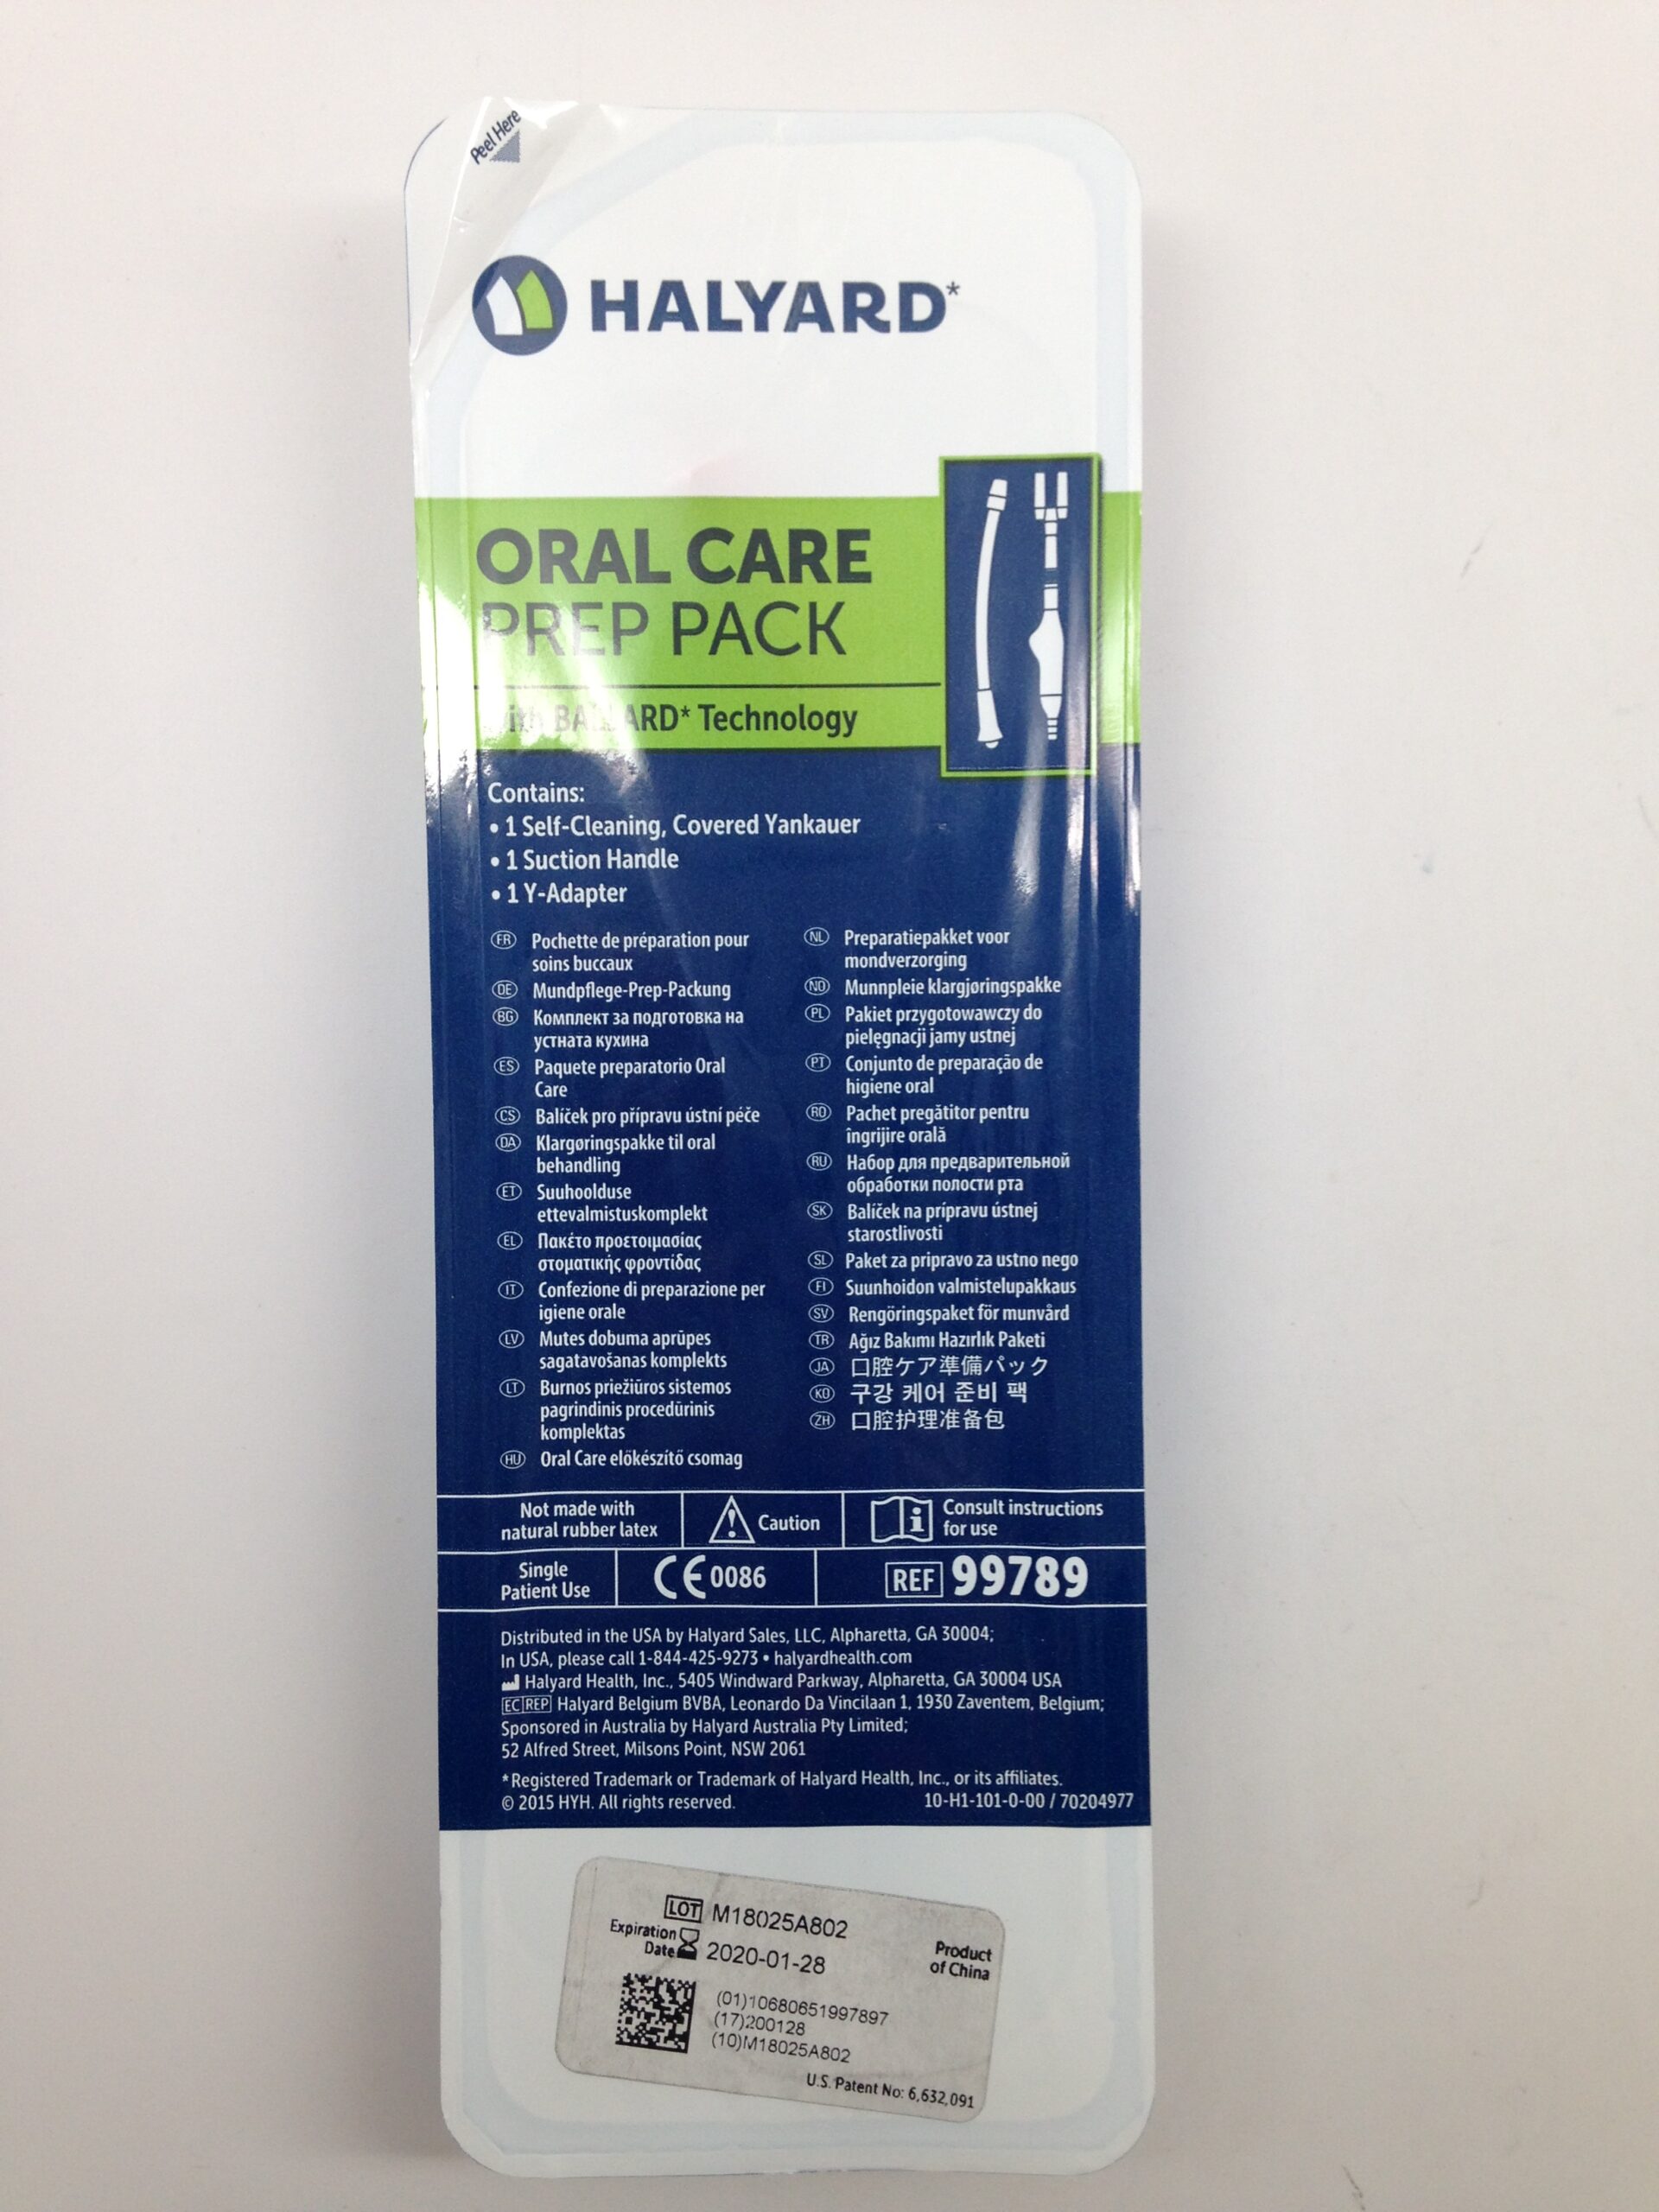 Peel Here
HALYARD*
ORAL CARE
PREP PACK
with BALLARD* Technology
Contains:
• 1 Self-Cleaning, Covered Yankauer
• 1 Suction Handle
• 1 Y-Adapter
FR Pochette de préparation pour
soins buccaux
DE Mundpflege-Prep-Packung
BG Комплект за подготовка на
устната кухина
ES Paquete preparatorio Oral
Care
CS Balíček pro přípravu ústní péče
DA Klargøringspakke til oral
behandling
ET Suuhoolduse
ettevalmistuskomplekt
EL Πακέτο προετοιμασίας
στοματικής φροντίδας
IT Confezione di preparazione per
igiene orale
LV Mutes dobuma aprūpes
sagatavošanas komplekts
LT Burnos priežiūros sistemos
pagrindinis procedūrinis
komplektas
HU Oral Care előkészítő csomag
NL Preparatiepakket voor
mondverzorging
NO Munnpleie klargjøringspakke
PL Pakiet przygotowawczy do
pielęgnacji jamy ustnej
PT Conjunto de preparação de
higiene oral
RO Pachet pregătitor pentru
îngrijire orală
RU Набор для предварительной
обработки полости рта
SK Balíček na prípravu ústnej
starostlivosti
SL Paket za pripravo za ustno nego
FI Suunhoidon valmistelupakkaus
SV Rengöringspaket för munvård
TR Ağız Bakımı Hazırlık Paketi
JA 口腔ケア準備パック
KO 구강 케어 준비 팩
ZH 口腔护理准备包
Not made with
natural rubber latex
Caution
Consult instructions
for use
Single
Patient Use
CE 0086
REF 99789
Distributed in the USA by Halyard Sales, LLC, Alpharetta, GA 30004;
In USA, please call 1-844-425-9273 • halyardhealth.com
Halyard Health, Inc., 5405 Windward Parkway, Alpharetta, GA 30004 USA
EC REP Halyard Belgium BVBA, Leonardo Da Vincilaan 1, 1930 Zaventem, Belgium;
Sponsored in Australia by Halyard Australia Pty Limited;
52 Alfred Street, Milsons Point, NSW 2061
*Registered Trademark or Trademark of Halyard Health, Inc., or its affiliates.
© 2015 HYH. All rights reserved. 10-H1-101-0-00 / 70204977
LOT M18025A802
Expiration
Date 2020-01-28
Product
of China
(01)10680651997897
(17)200128
(10)M18025A802
U.S. Patent No: 6,632,091